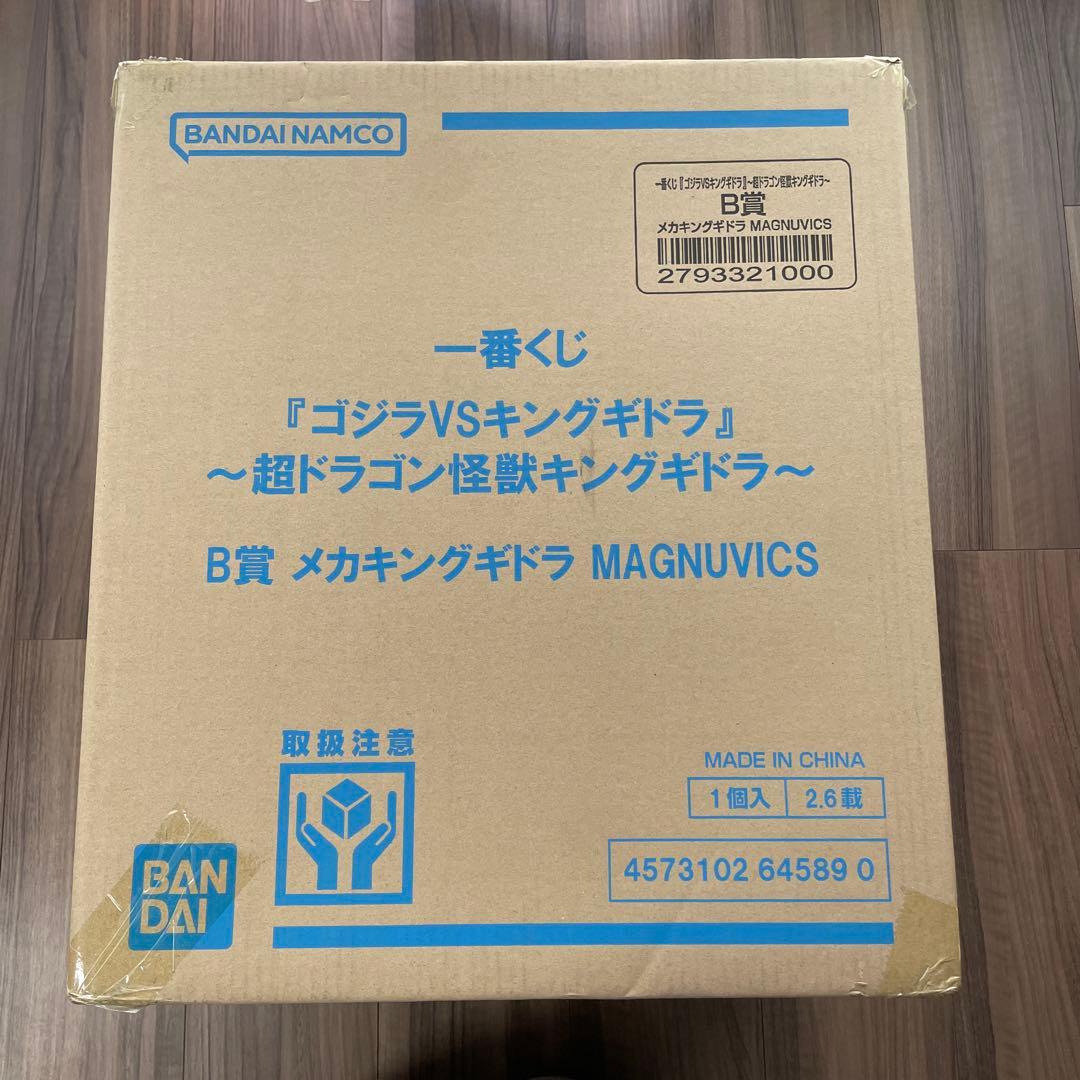 BANDAI NAMCO
一番くじ『ゴジラVSキングギドラ』～超ドラゴン怪獣キングギドラ～
B賞
メカキングギドラ MAGNUVICS
2793321000
一番くじ
『ゴジラVSキングギドラ』
～超ドラゴン怪獣キングギドラ～
B賞 メカキングギドラ MAGNUVICS
取扱注意
MADE IN CHINA
1個入 2.6載
4573102 64589 0
BAN
DAI